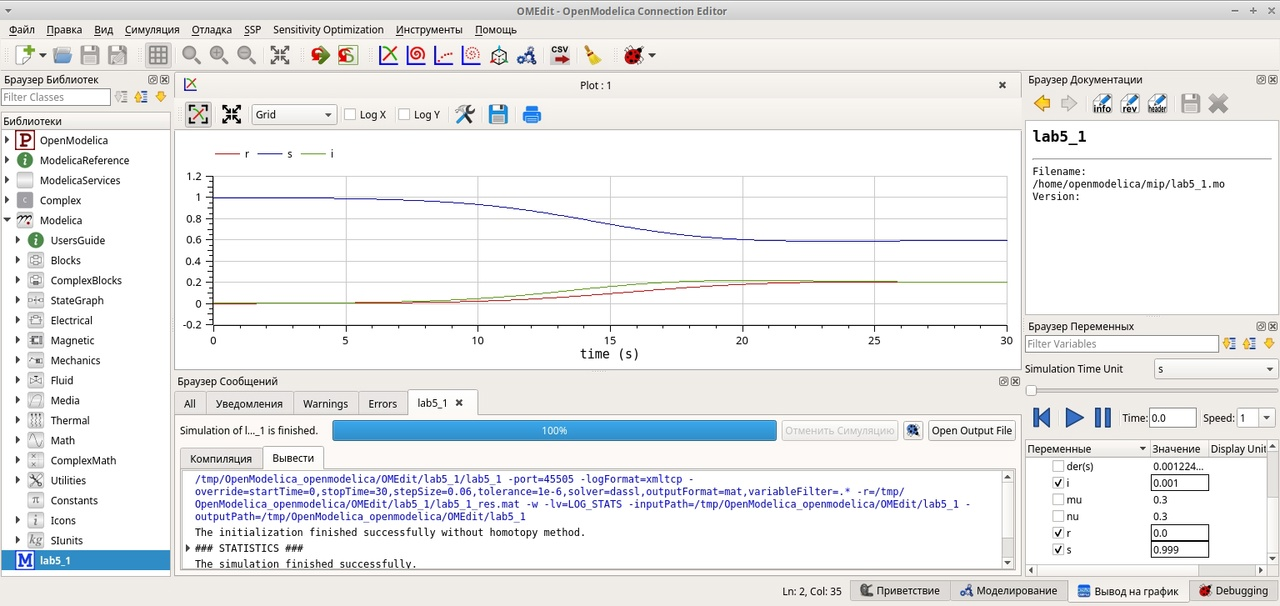 OMEdit - OpenModelica Connection Editor
Файл Правка Вид Симуляция Отладка SSP Sensitivity Optimization Инструменты Помощь
CSV
Браузер Библиотек
Filter Classes
Библиотеки
P OpenModelica
i ModelicaReference
ModelicaServices
C Complex
Modelica
i UsersGuide
Blocks
ComplexBlocks
StateGraph
Electrical
Magnetic
Mechanics
Fluid
Media
Thermal
Math
ComplexMath
Utilities
Constants
Icons
kg SIunits
M lab5_1
Plot : 1
Grid Log X Log Y
r s i
1.2
1
0.8
0.6
0.4
0.2
0
-0.2
0 5 10 15 20 25 30
time (s)
Браузер Сообщений
All Уведомления Warnings Errors lab5_1
Simulation of l..._1 is finished. 100% Отменить Симуляцию Open Output File
Компиляция Вывести
/tmp/OpenModelica_openmodelica/OMEdit/lab5_1/lab5_1 -port=45505 -logFormat=xmltcp -
override=startTime=0,stopTime=30,stepSize=0.06,tolerance=1e-6,solver=dassl,outputFormat=mat,variableFilter=.* -r=/tmp/
OpenModelica_openmodelica/OMEdit/lab5_1/lab5_1_res.mat -w -lv=LOG_STATS -inputPath=/tmp/OpenModelica_openmodelica/OMEdit/lab5_1 -
outputPath=/tmp/OpenModelica_openmodelica/OMEdit/lab5_1
The initialization finished successfully without homotopy method.
### STATISTICS ###
The simulation finished successfully.
Браузер Документации
info rev header
lab5_1
Filename:
/home/openmodelica/mip/lab5_1.mo
Version:
Браузер Переменных
Filter Variables
Simulation Time Unit s
Time: 0.0 Speed: 1
Переменные Значение Display Unit
der(s) 0.001224...
i 0.001
mu 0.3
nu 0.3
r 0.0
s 0.999
Ln: 2, Col: 35 Приветствие Моделирование Вывод на график Debugging